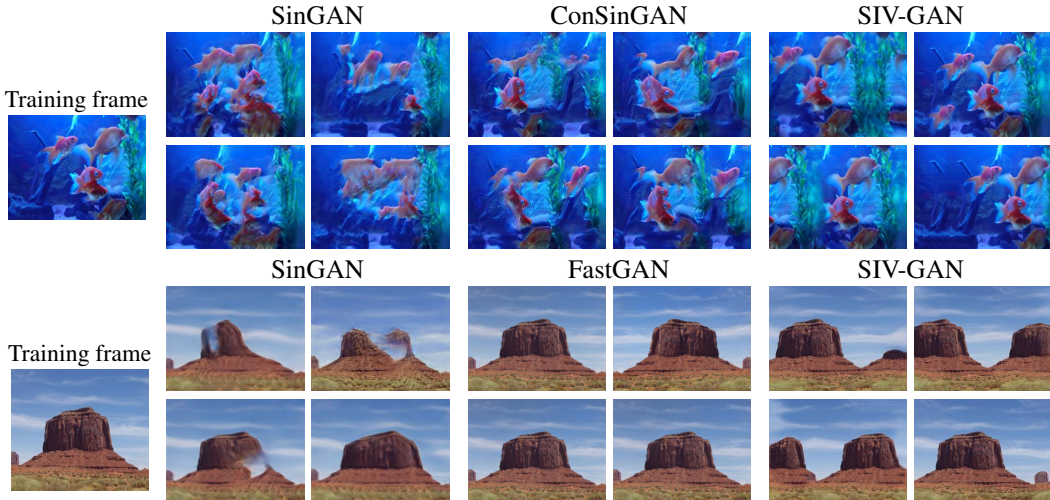 SinGAN ConSinGAN SIV-GAN
Training frame
SinGAN FastGAN SIV-GAN
Training frame